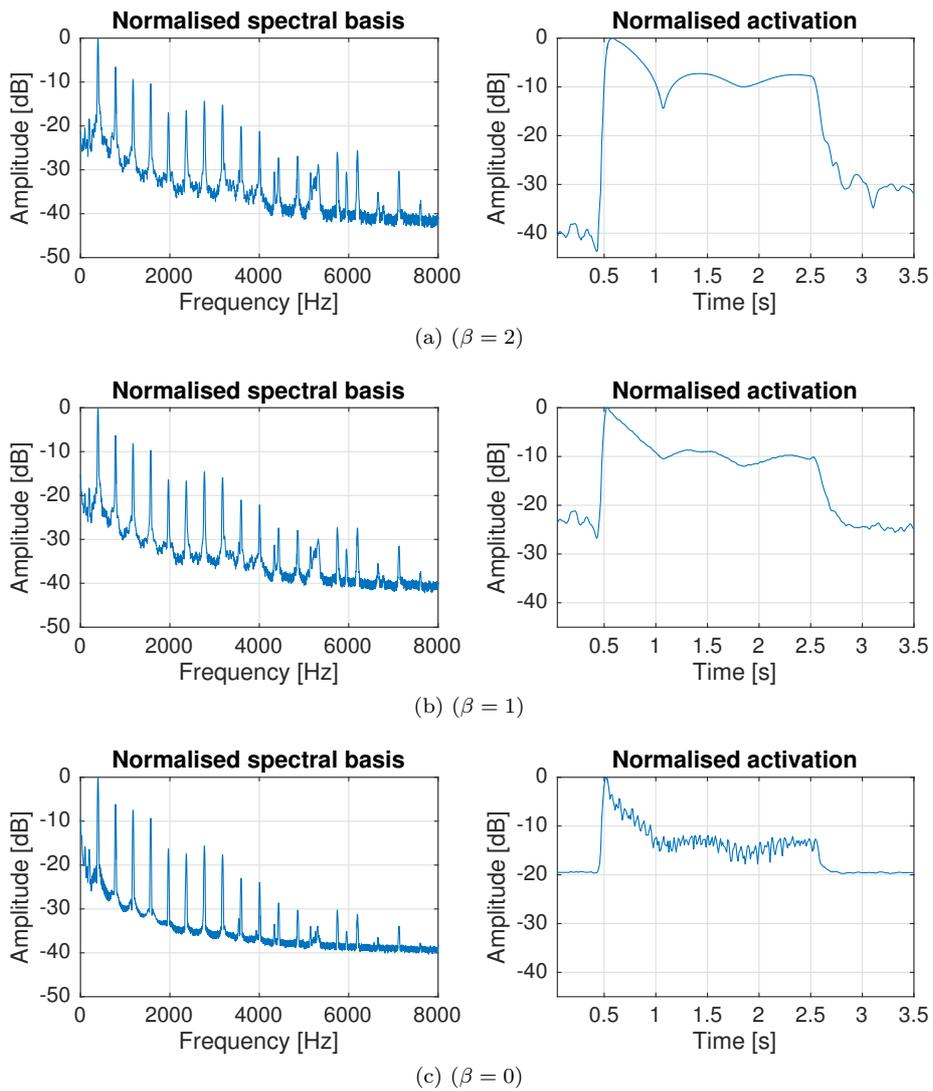 Normalised spectral basis
Normalised activation
0
-10
-20
-30
-40
-50
Amplitude [dB]
0 2000 4000 6000 8000
Frequency [Hz]
0
-10
-20
-30
-40
Amplitude [dB]
0.5 1 1.5 2 2.5 3 3.5
Time [s]
(a) (β = 2)
Normalised spectral basis
Normalised activation
0
-10
-20
-30
-40
-50
Amplitude [dB]
0 2000 4000 6000 8000
Frequency [Hz]
0
-10
-20
-30
-40
Amplitude [dB]
0.5 1 1.5 2 2.5 3 3.5
Time [s]
(b) (β = 1)
Normalised spectral basis
Normalised activation
0
-10
-20
-30
-40
-50
Amplitude [dB]
0 2000 4000 6000 8000
Frequency [Hz]
0
-10
-20
-30
-40
Amplitude [dB]
0.5 1 1.5 2 2.5 3 3.5
Time [s]
(c) (β = 0)